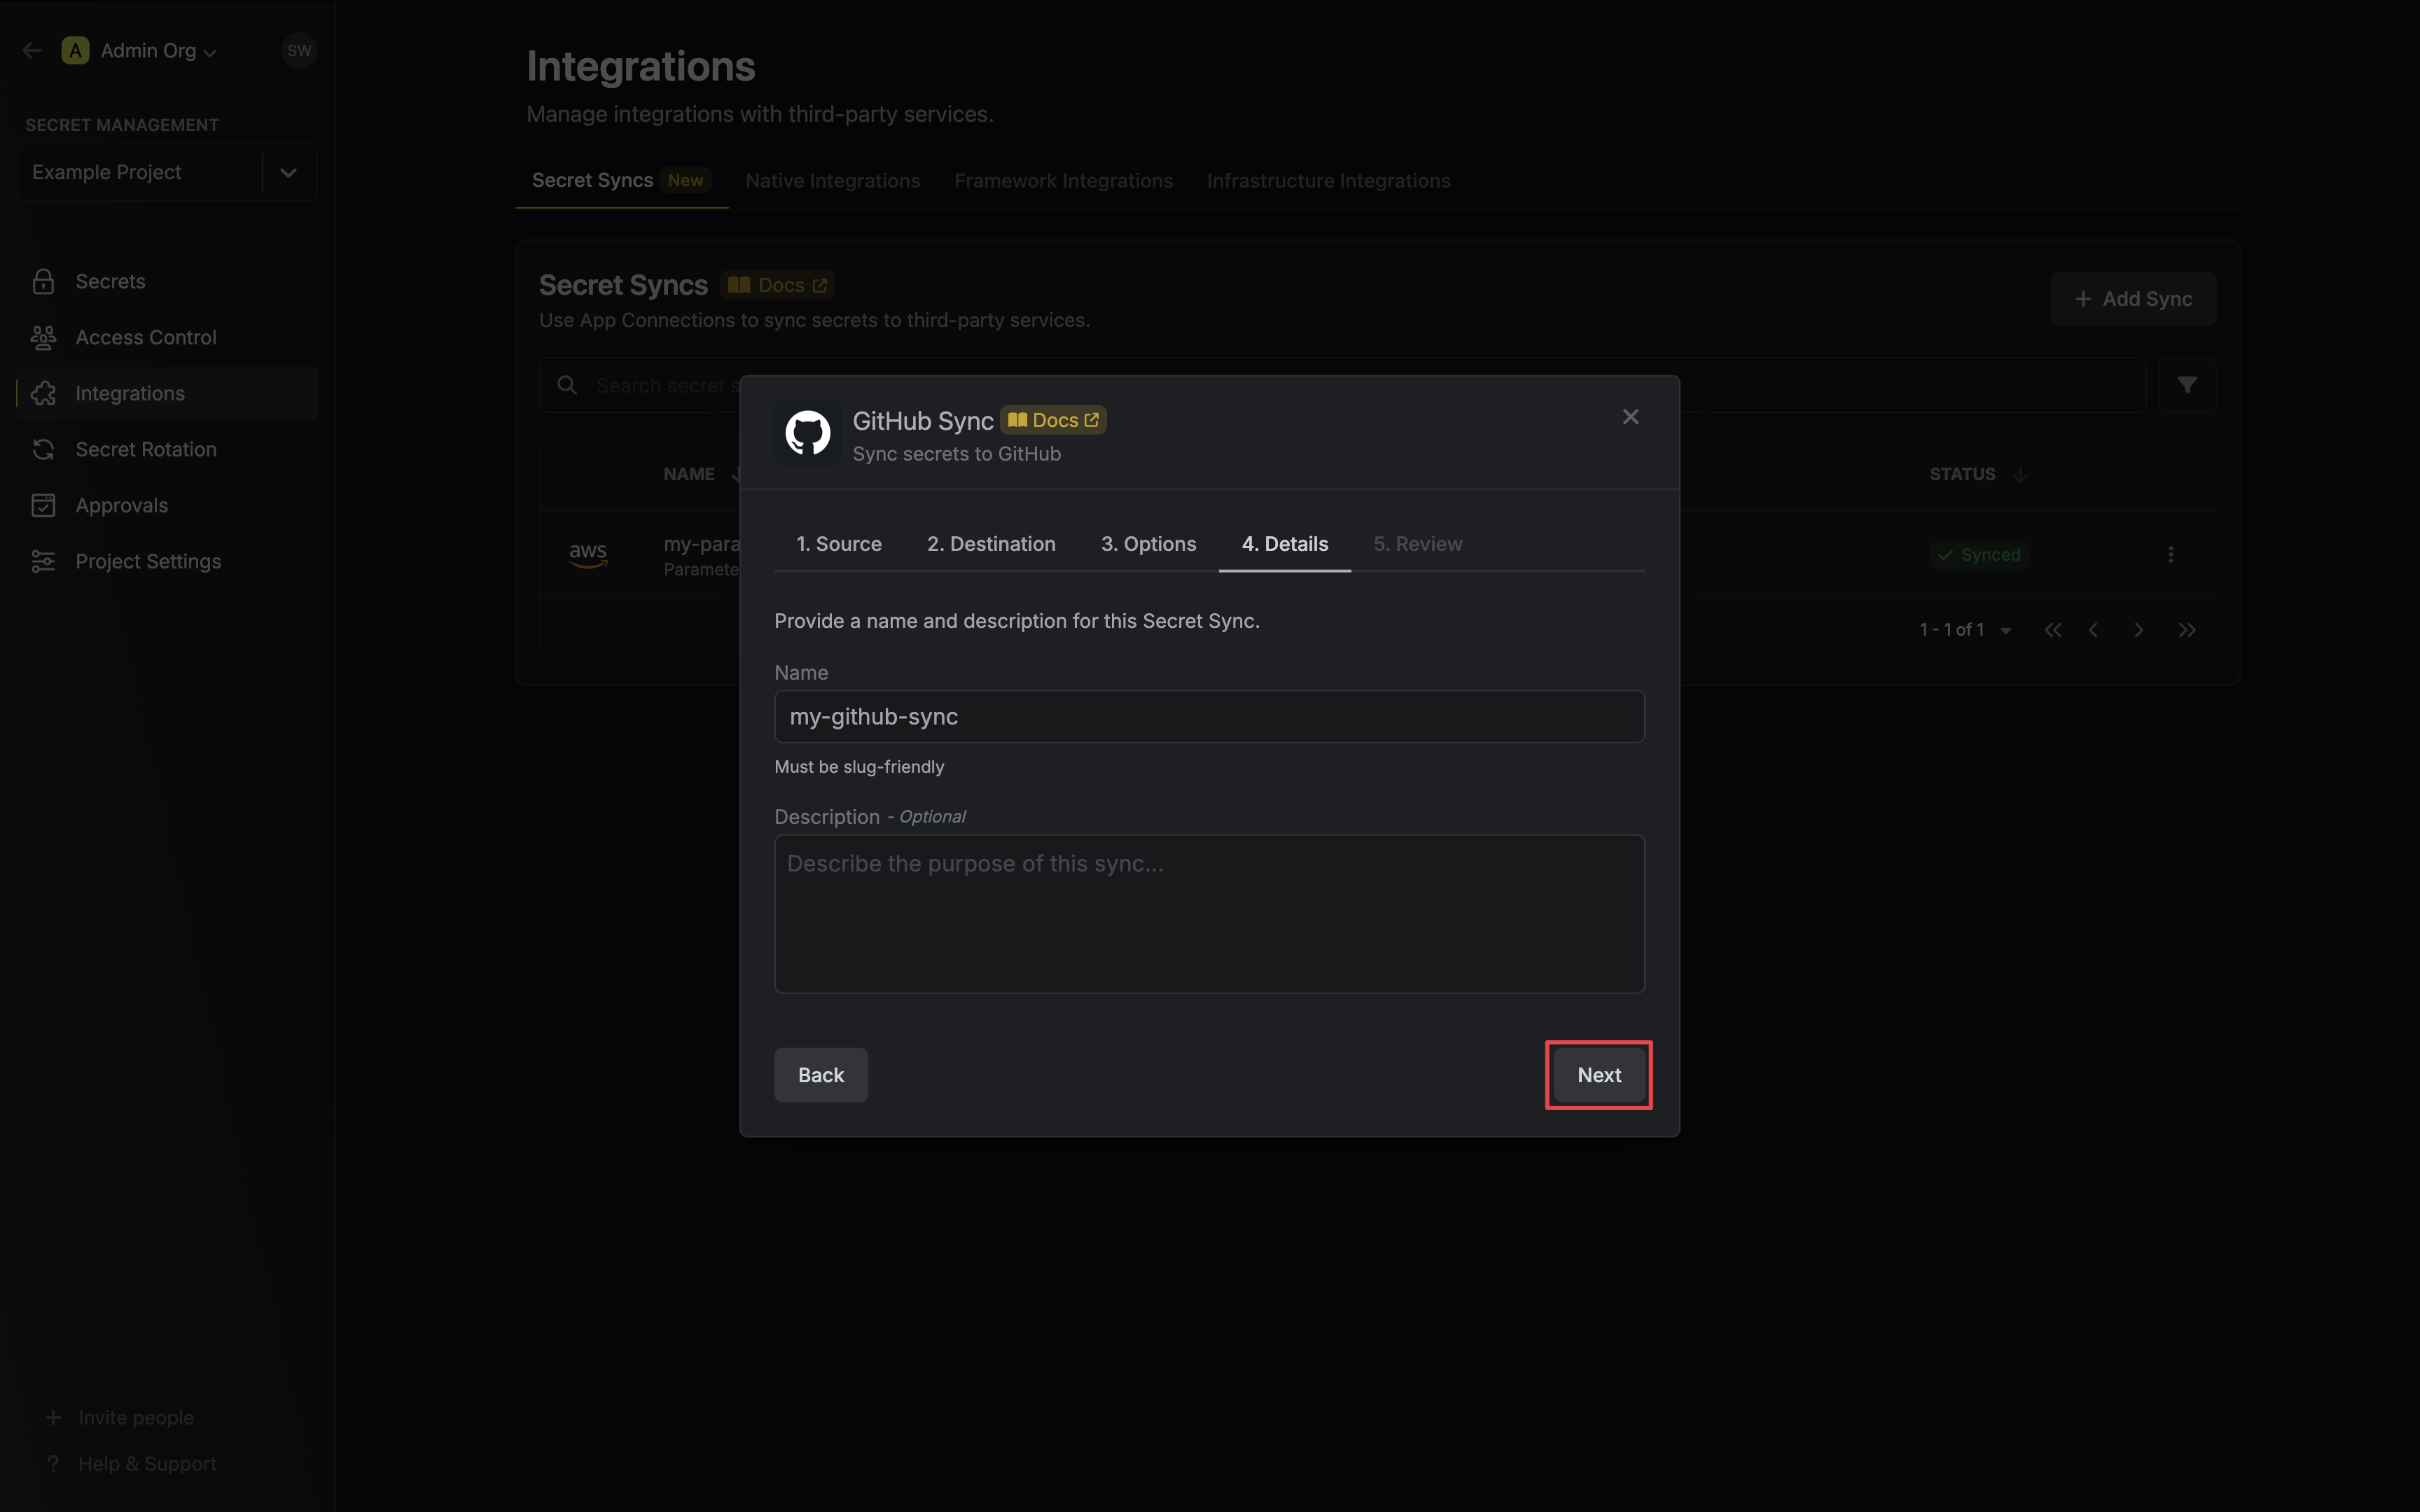 A Admin Org
SW
SECRET MANAGEMENT
Example Project
Secrets
Access Control
Integrations
Secret Rotation
Approvals
Project Settings
Invite people
? Help & Support
Integrations
Manage integrations with third-party services.
Secret Syncs New Native Integrations Framework Integrations Infrastructure Integrations
Secret Syncs Docs
+ Add Sync
Use App Connections to sync secrets to third-party services.
Search secret s
NAME
STATUS
aws
my-para
Paramete
Synced
1 - 1 of 1
GitHub Sync Docs
Sync secrets to GitHub
1. Source 2. Destination 3. Options 4. Details 5. Review
Provide a name and description for this Secret Sync.
Name
my-github-sync
Must be slug-friendly
Description - Optional
Describe the purpose of this sync...
Back
Next